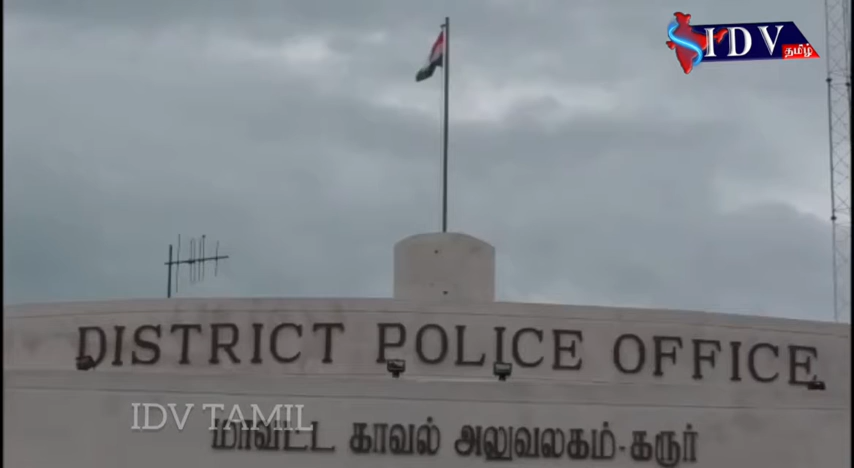 IDV
தமிழ்
DISTRICT POLICE OFFICE
IDV TAMIL
மாவட்ட காவல் அலுவலகம்-கரூர்